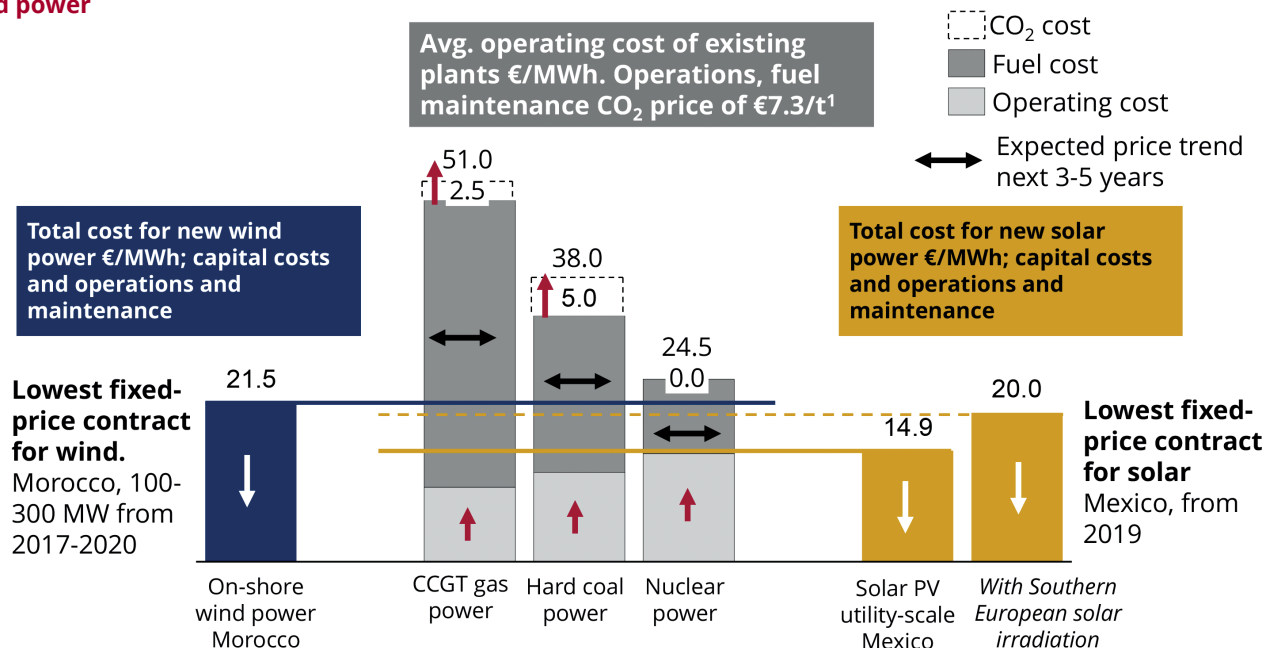 d power
Avg. operating cost of existing
plants €/MWh. Operations, fuel
maintenance CO₂ price of €7.3/t¹
CO₂ cost
Fuel cost
Operating cost
Expected price trend
next 3-5 years
Total cost for new wind
power €/MWh; capital costs
and operations and
maintenance
Total cost for new solar
power €/MWh; capital costs
and operations and
maintenance
51.0
2.5
38.0
5.0
24.5
0.0
21.5
14.9
20.0
Lowest fixed-
price contract
for wind.
Morocco, 100-
300 MW from
2017-2020
Lowest fixed-
price contract
for solar
Mexico, from
2019
On-shore
wind power
Morocco
CCGT gas
power
Hard coal
power
Nuclear
power
Solar PV
utility-scale
Mexico
With Southern
European solar
irradiation